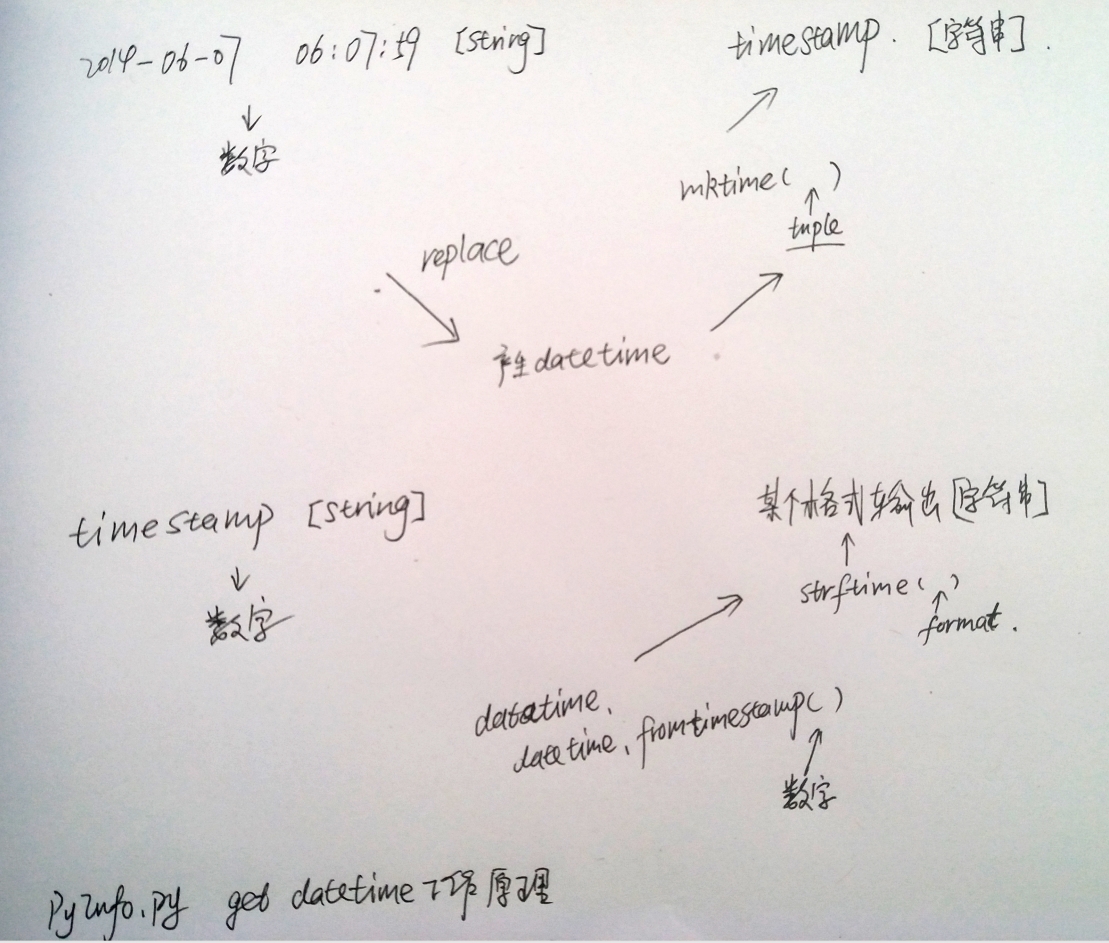 2014-06-07 06:07:59 [string]
数字
timestamp. [字符串].
mktime( )
tuple
replace
产生datetime
timestamp [string]
数字
某个格式输出[字符串]
strftime( )
format.
datetime.
datetime.fromtimestamp( )
数字
PyInfo.py get datetime工作原理